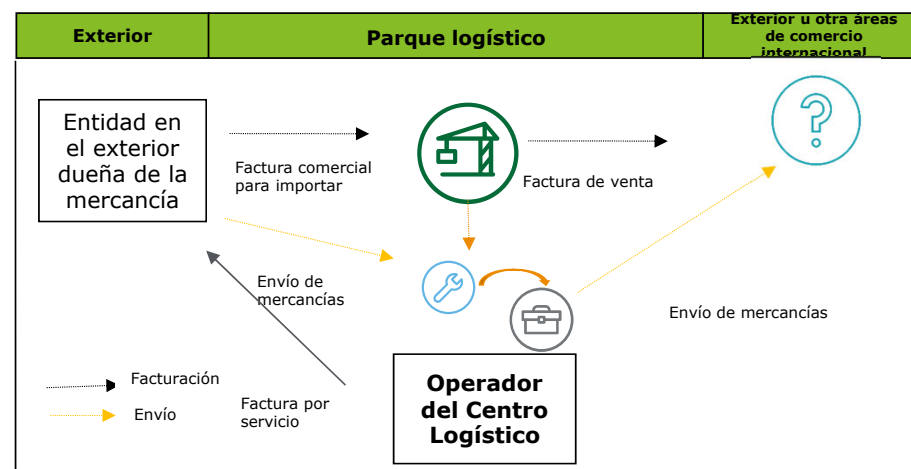 Exterior
Parque logístico
Exterior u otra áreas
de comercio
internacional
Entidad en
el exterior
dueña de la
mercancía
Factura comercial
para importar
Factura de venta
Envío de
mercancías
Envío de mercancías
Facturación
Envío
Factura por
servicio
Operador
del Centro
Logístico